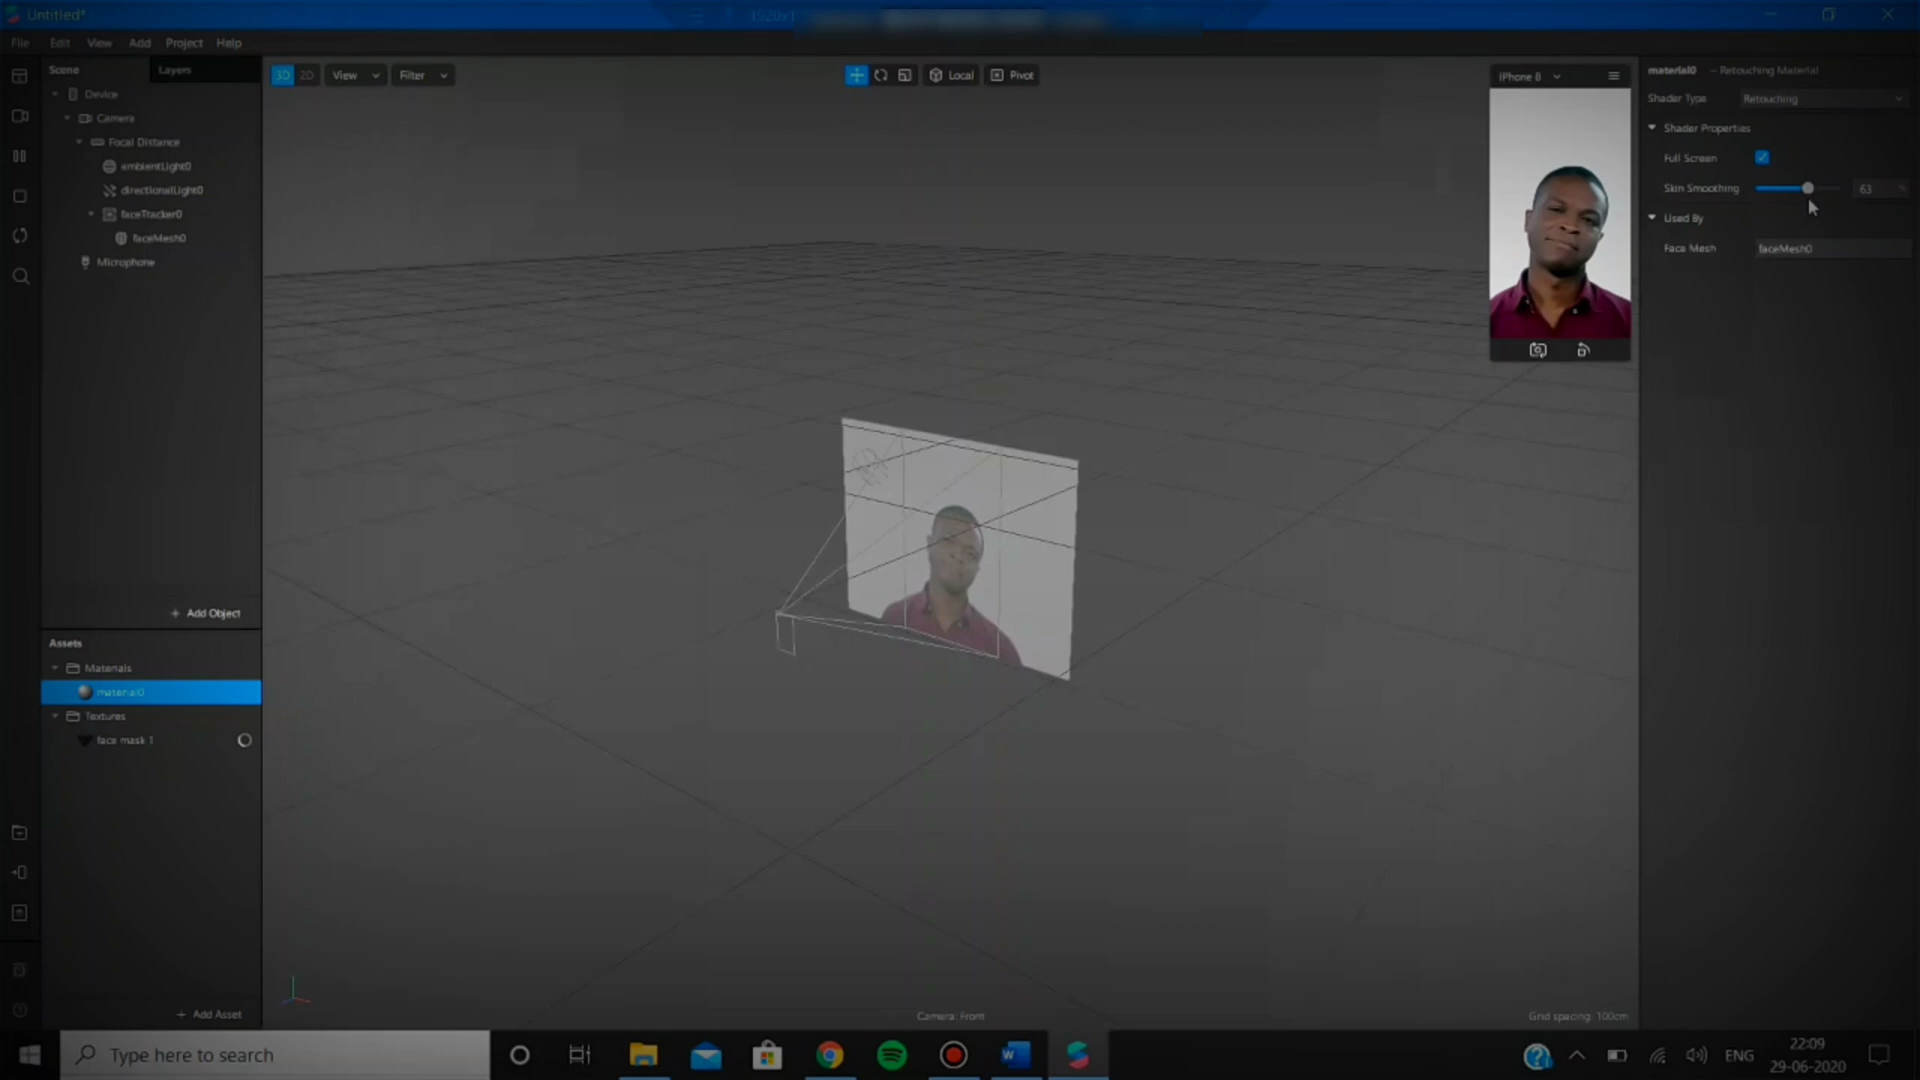 Untitled*
File Edit View Add Project Help
Scene Layers
Device
Camera
Focal Distance
ambientLight0
directionalLight0
faceTracker0
faceMesh0
Microphone
+ Add Object
Assets
Materials
material0
Textures
face mask 1
+ Add Asset
3D 2D View Filter
Local Pivot
iPhone 8
Camera: Front
Grid spacing: 100cm
material0 – Retouching Material
Shader Type Retouching
Shader Properties
Full Screen
Skin Smoothing 63 %
Used By
Face Mesh faceMesh0
Type here to search
ENG
22:09
29-06-2020